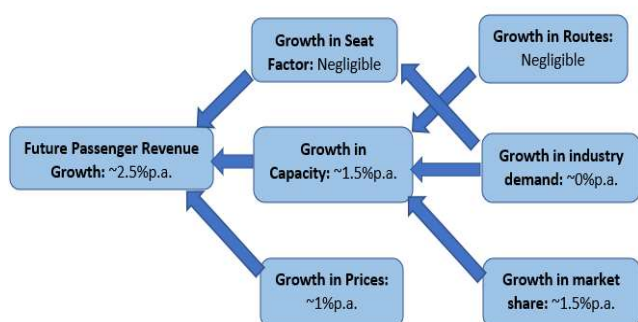 Growth in Seat
Factor: Negligible
Growth in Routes:
Negligible
Future Passenger Revenue
Growth: ~2.5%p.a.
Growth in
Capacity: ~1.5%p.a.
Growth in industry
demand: ~0%p.a.
Growth in Prices:
~1%p.a.
Growth in market
share: ~1.5%p.a.